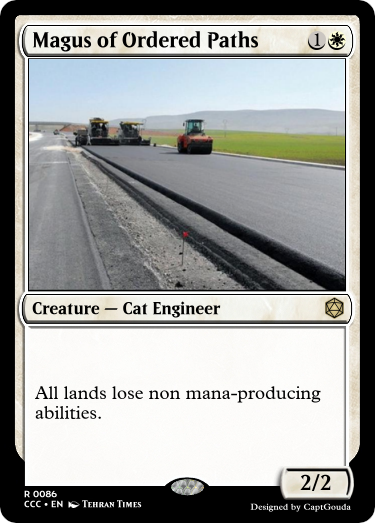 Magus of Ordered Paths 1
Creature — Cat Engineer
All lands lose non mana-producing
abilities.
2/2
R 0086
CCC • EN TEHRAN TIMES
Designed by CaptGouda